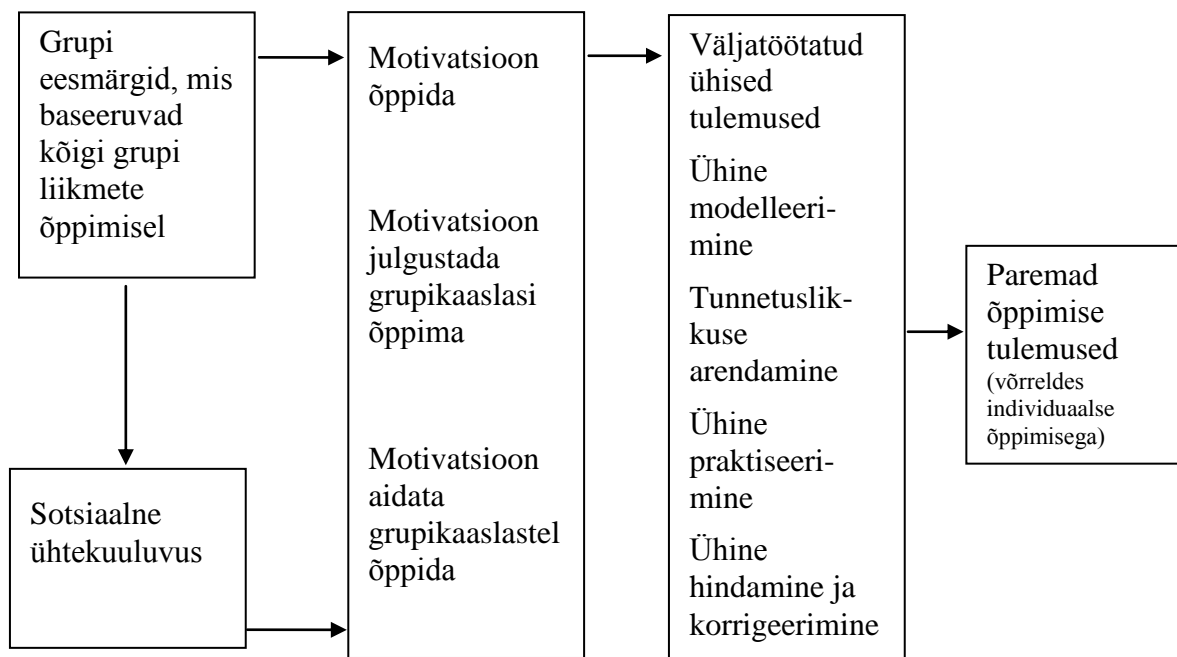 Grupi
eesmärgid, mis
baseeruvad
kõigi grupi
liikmete
õppimisel
Sotsiaalne
ühtekuuluvus
Motivatsioon
õppida
Motivatsioon
julgustada
grupikaaslasi
õppima
Motivatsioon
aidata
grupikaaslastel
õppida
Väljatöötatud
ühised
tulemused
Ühine
modelleeri-
mine
Tunnetuslik-
kuse
arendamine
Ühine
praktiseeri-
mine
Ühine
hindamine ja
korrigeerimine
Paremad
õppimise
tulemused
(võrreldes
individuaalse
õppimisega)